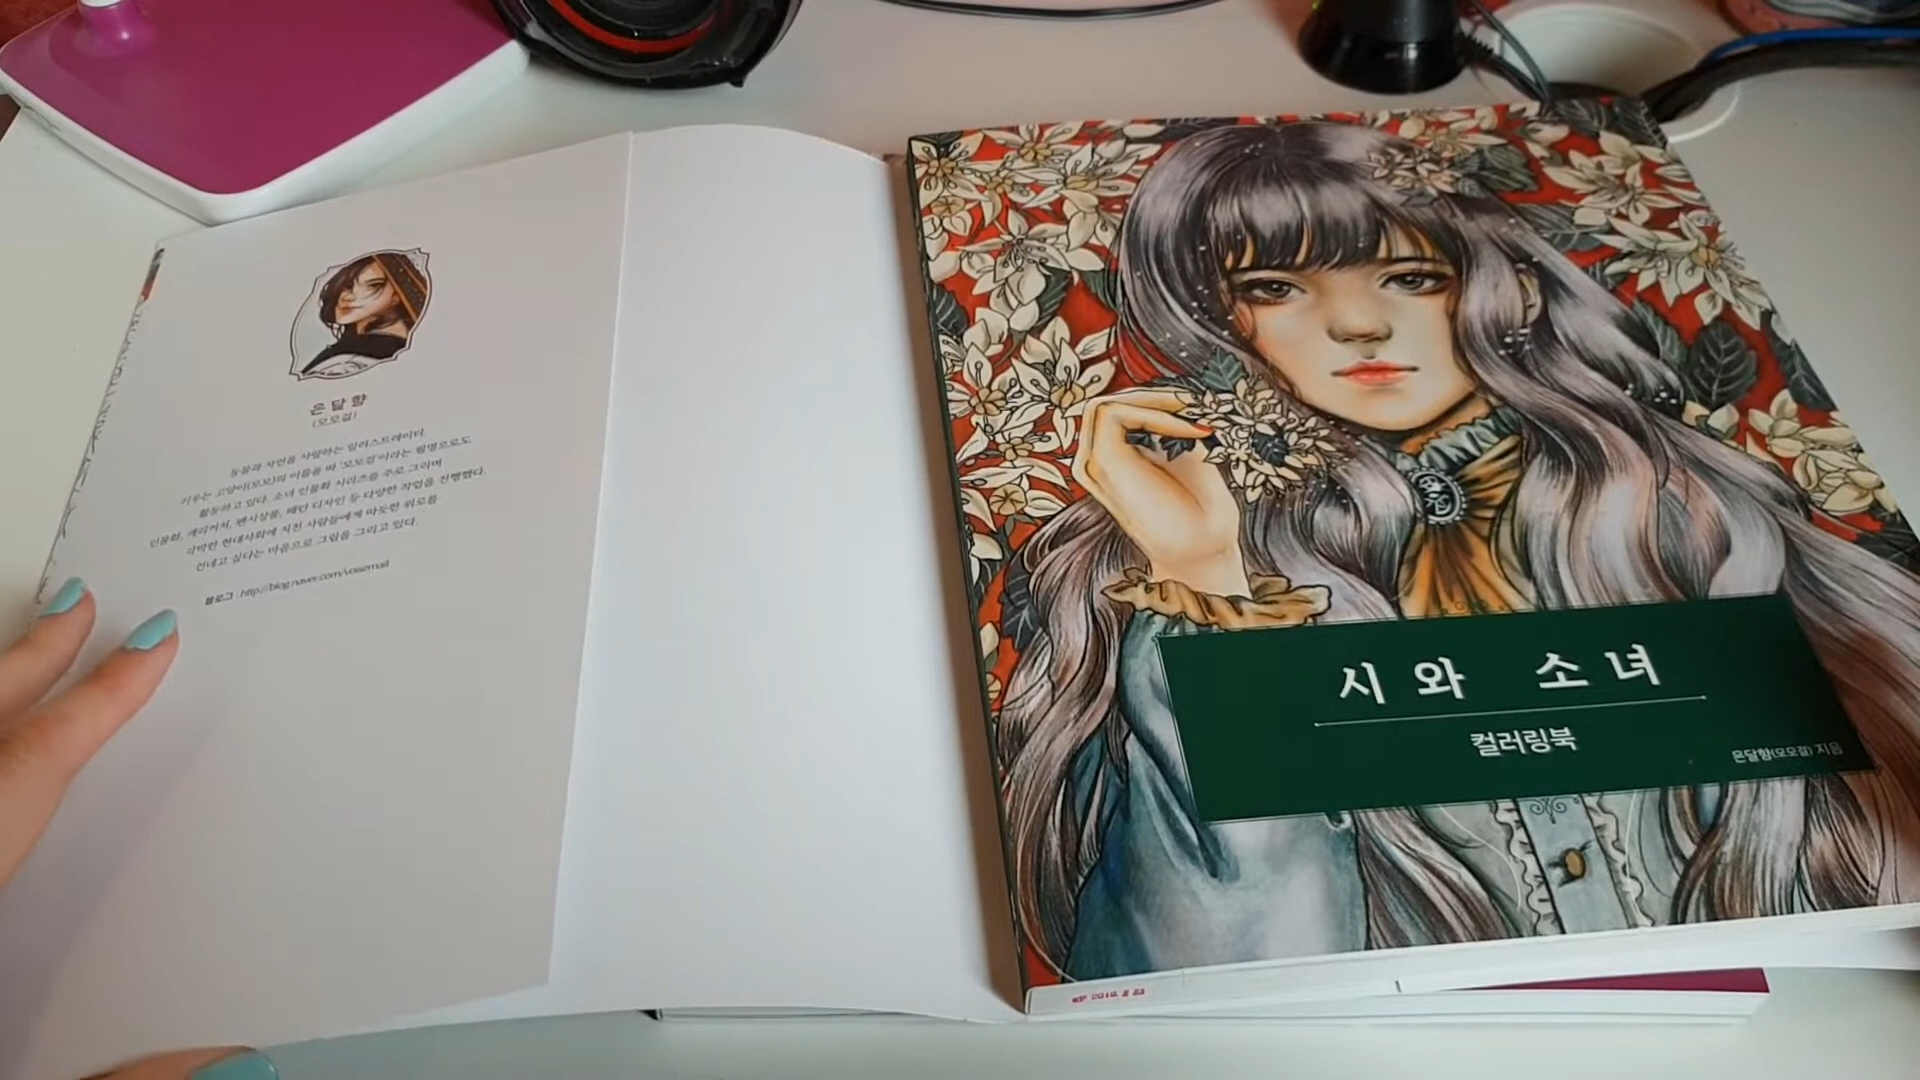 은달향
(모모걸)
동물과 자연을 사랑하는 일러스트레이터.
키우는 고양이(모모)의 이름을 따 '모모걸'이라는 필명으로도
활동하고 있다. 소녀 인물화 시리즈를 주로 그리며
인물화, 캐리커처, 팬시상품, 패턴 디자인 등 다양한 작업을 진행했다.
각박한 현대사회에 지친 사람들에게 따듯한 위로를
건네고 싶다는 마음으로 그림을 그리고 있다.
블로그 http://blog.naver.com/voisemail
시와 소녀
컬러링북
은달향(모모걸) 지음